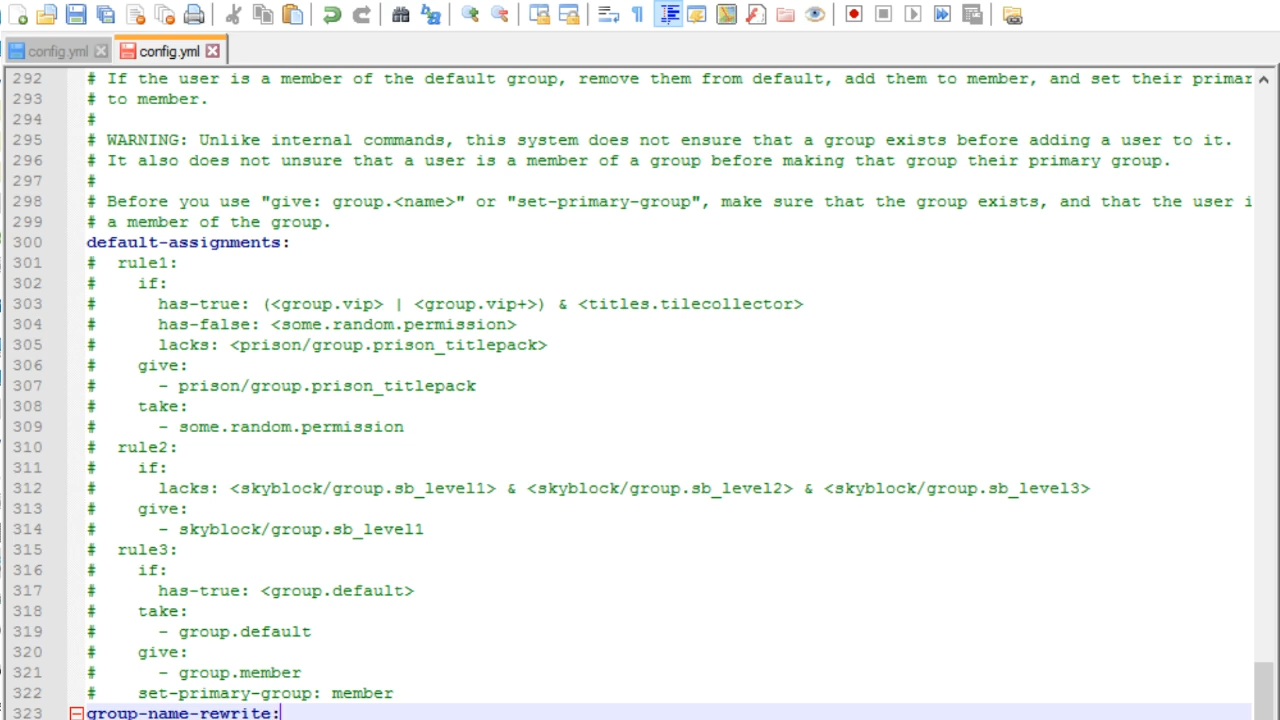 config.yml config.yml
292 # If the user is a member of the default group, remove them from default, add them to member, and set their primar
293 # to member.
294 #
295 # WARNING: Unlike internal commands, this system does not ensure that a group exists before adding a user to it.
296 # It also does not unsure that a user is a member of a group before making that group their primary group.
297 #
298 # Before you use "give: group.<name>" or "set-primary-group", make sure that the group exists, and that the user i
299 # a member of the group.
300 default-assignments:
301 #  rule1:
302 #    if:
303 #      has-true: (<group.vip> | <group.vip+>) & <titles.tilecollector>
304 #      has-false: <some.random.permission>
305 #      lacks: <prison/group.prison_titlepack>
306 #    give:
307 #      - prison/group.prison_titlepack
308 #    take:
309 #      - some.random.permission
310 #  rule2:
311 #    if:
312 #      lacks: <skyblock/group.sb_level1> & <skyblock/group.sb_level2> & <skyblock/group.sb_level3>
313 #    give:
314 #      - skyblock/group.sb_level1
315 #  rule3:
316 #    if:
317 #      has-true: <group.default>
318 #    take:
319 #      - group.default
320 #    give:
321 #      - group.member
322 #    set-primary-group: member
323 group-name-rewrite: